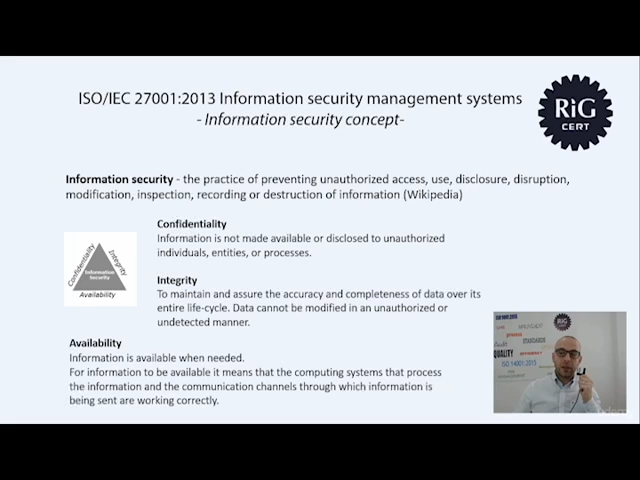 ISO/IEC 27001:2013 Information security management systems
- Information security concept-
RiG
CERT
Information security - the practice of preventing unauthorized access, use, disclosure, disruption,
modification, inspection, recording or destruction of information (Wikipedia)
Confidentiality
Information is not made available or disclosed to unauthorized
individuals, entities, or processes.
Confidentiality
Integrity
Information
Security
Availability
Integrity
To maintain and assure the accuracy and completeness of data over its
entire life-cycle. Data cannot be modified in an unauthorized or
undetected manner.
Availability
Information is available when needed.
For information to be available it means that the computing systems that process
the information and the communication channels through which information is
being sent are working correctly.
RiG
STANDARDS
QUALITY
ISO 14001:2015